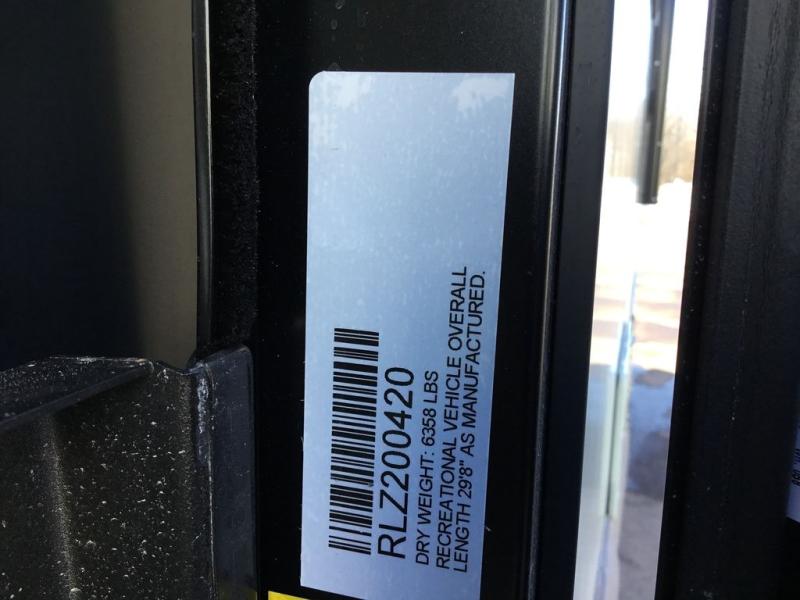 RLZ200420
DRY WEIGHT: 6358 LBS
RECREATIONAL VEHICLE OVERALL
LENGTH 29'8" AS MANUFACTURED.